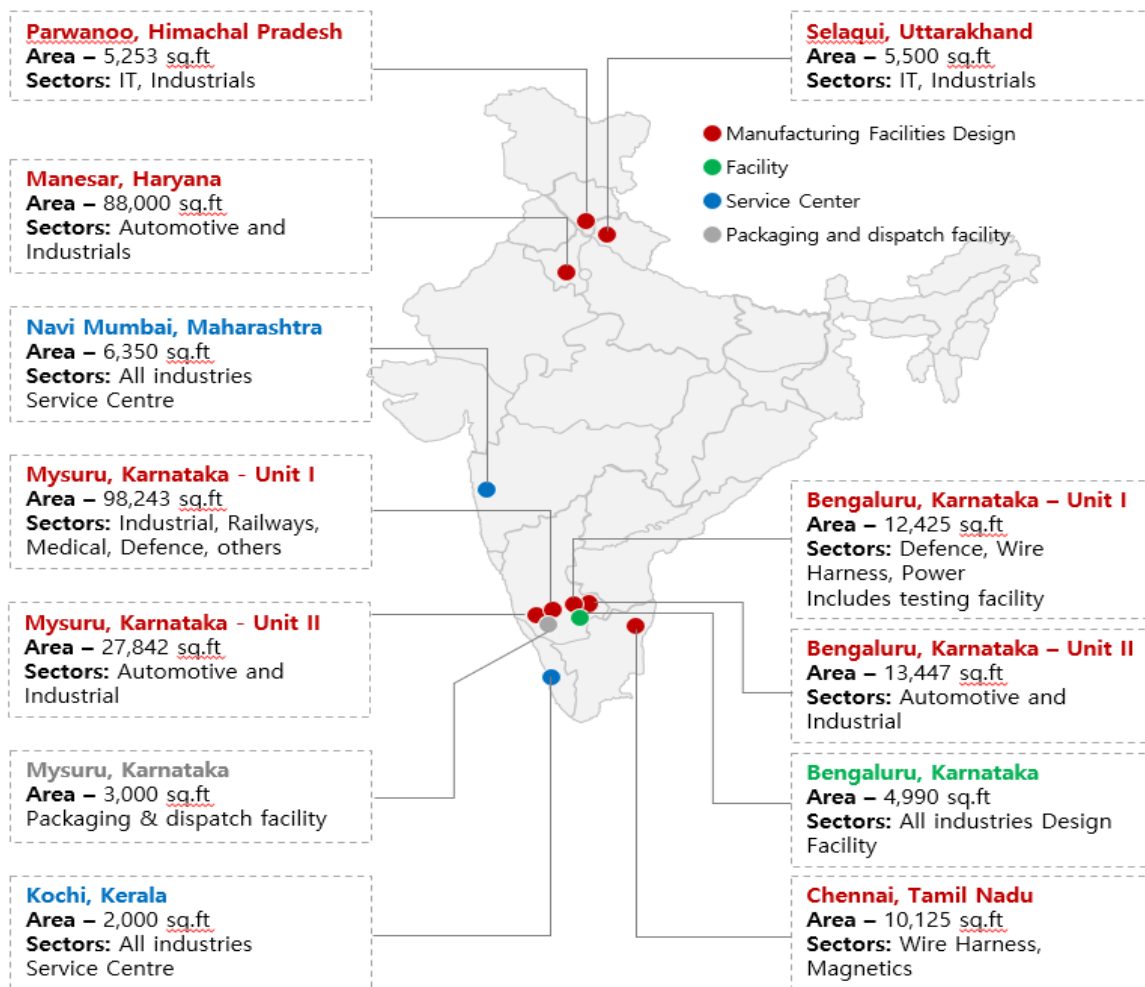 Parwanoo, Himachal Pradesh
Area – 5,253 sq.ft
Sectors: IT, Industrials
Manesar, Haryana
Area – 88,000 sq.ft
Sectors: Automotive and
Industrials
Navi Mumbai, Maharashtra
Area – 6,350 sq.ft
Sectors: All industries
Service Centre
Mysuru, Karnataka - Unit I
Area – 98,243 sq.ft
Sectors: Industrial, Railways,
Medical, Defence, others
Mysuru, Karnataka - Unit II
Area – 27,842 sq.ft
Sectors: Automotive and
Industrial
Mysuru, Karnataka
Area – 3,000 sq.ft
Packaging & dispatch facility
Kochi, Kerala
Area – 2,000 sq.ft
Sectors: All industries
Service Centre
Selaqui, Uttarakhand
Area – 5,500 sq.ft
Sectors: IT, Industrials
Manufacturing Facilities Design
Facility
Service Center
Packaging and dispatch facility
Bengaluru, Karnataka – Unit I
Area – 12,425 sq.ft
Sectors: Defence, Wire
Harness, Power
Includes testing facility
Bengaluru, Karnataka – Unit II
Area – 13,447 sq.ft
Sectors: Automotive and
Industrial
Bengaluru, Karnataka
Area – 4,990 sq.ft
Sectors: All industries Design
Facility
Chennai, Tamil Nadu
Area – 10,125 sq.ft
Sectors: Wire Harness,
Magnetics